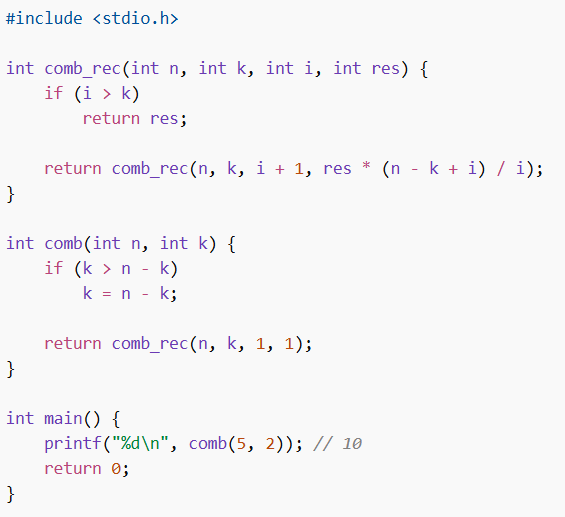 #include <stdio.h>

int comb_rec(int n, int k, int i, int res) {
    if (i > k)
        return res;

    return comb_rec(n, k, i + 1, res * (n - k + i) / i);
}

int comb(int n, int k) {
    if (k > n - k)
        k = n - k;

    return comb_rec(n, k, 1, 1);
}

int main() {
    printf("%d\n", comb(5, 2)); // 10
    return 0;
}